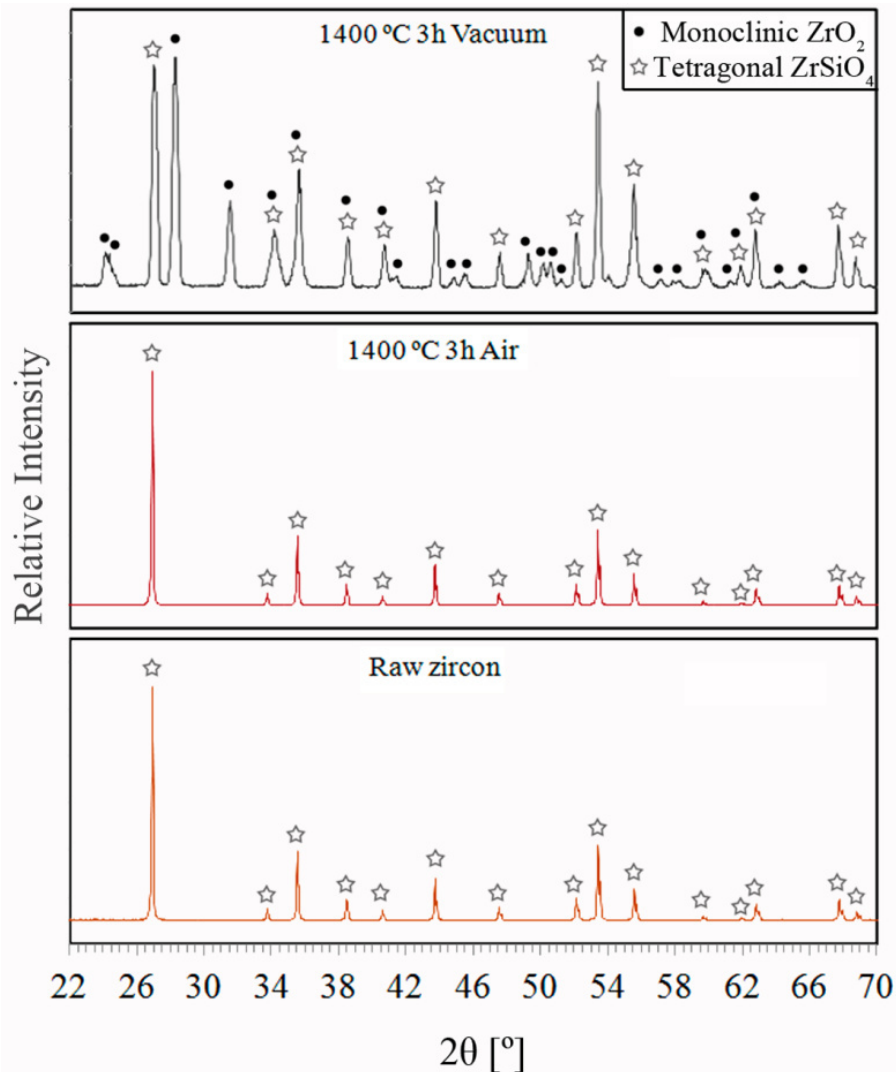 1400 ºC 3h Vacuum
Monoclinic ZrO₂
Tetragonal ZrSiO₄
1400 ºC 3h Air
Raw zircon
Relative Intensity
22 26 30 34 38 42 46 50 54 58 62 66 70
2θ [º]